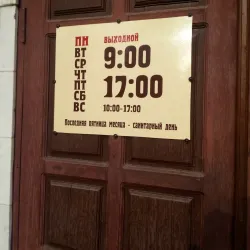 ПН ВЫХОДНОЙ
ВТ
СР
ЧТ
ПТ
СБ
ВС
9:00
17:00
10:00-17:00
Последняя пятница месяца - санитарный день